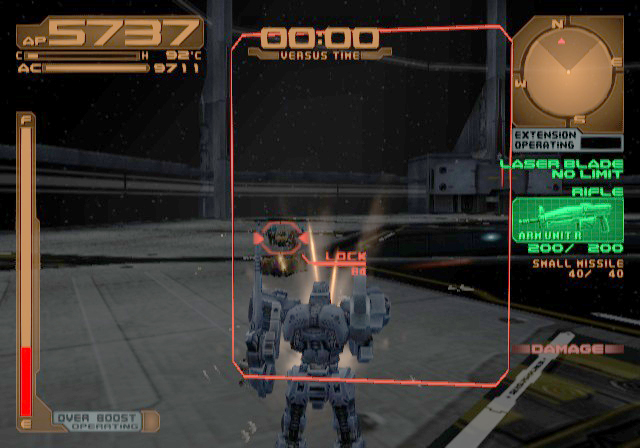 AP 5737
C H 92°C
AC 9711
00:00
VERSUS TIME
N
W E
S
EXTENSION
OPERATING
LASER BLADE
NO LIMIT
RIFLE
ARM UNIT R
200/ 200
SMALL MISSILE
40/ 40
LOCK
DAMAGE
F
E
OVER BOOST
OPERATING